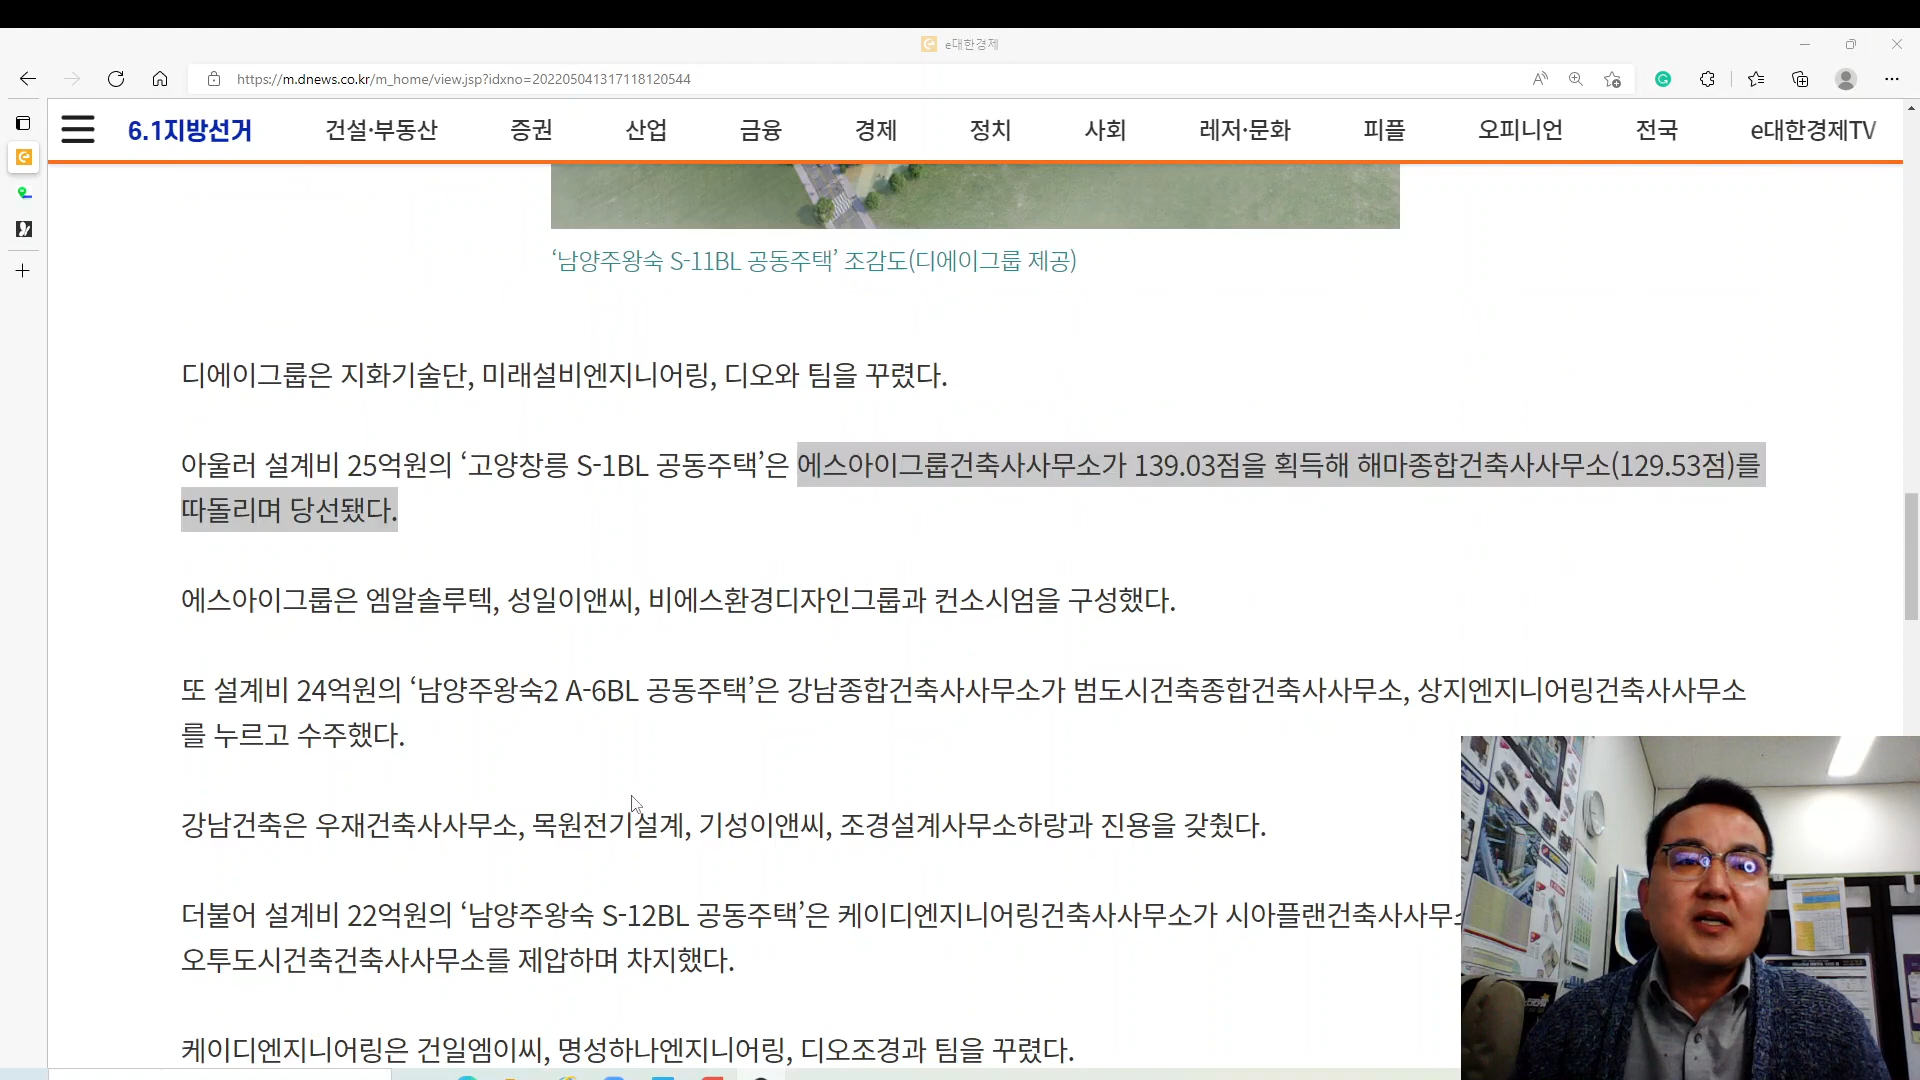 e대한경제
https://m.dnews.co.kr/m_home/view.jsp?idxno=202205041317118120544
6.1지방선거 건설·부동산 증권 산업 금융 경제 정치 사회 레저·문화 피플 오피니언 전국 e대한경제TV
‘남양주왕숙 S-11BL 공동주택’ 조감도(디에이그룹 제공)
디에이그룹은 지화기술단, 미래설비엔지니어링, 디오와 팀을 꾸렸다.
아울러 설계비 25억원의 ‘고양창릉 S-1BL 공동주택’은 에스아이그룹건축사사무소가 139.03점을 획득해 해마종합건축사사무소(129.53점)를
따돌리며 당선됐다.
에스아이그룹은 엠알솔루텍, 성일이앤씨, 비에스환경디자인그룹과 컨소시엄을 구성했다.
또 설계비 24억원의 ‘남양주왕숙2 A-6BL 공동주택’은 강남종합건축사사무소가 범도시건축종합건축사사무소, 상지엔지니어링건축사사무소
를 누르고 수주했다.
강남건축은 우재건축사사무소, 목원전기설계, 기성이앤씨, 조경설계사무소하랑과 진용을 갖췄다.
더불어 설계비 22억원의 ‘남양주왕숙 S-12BL 공동주택’은 케이디엔지니어링건축사사무소가 시아플랜건축사사무
오투도시건축건축사사무소를 제압하며 차지했다.
케이디엔지니어링은 건일엠이씨, 명성하나엔지니어링, 디오조경과 팀을 꾸렸다.